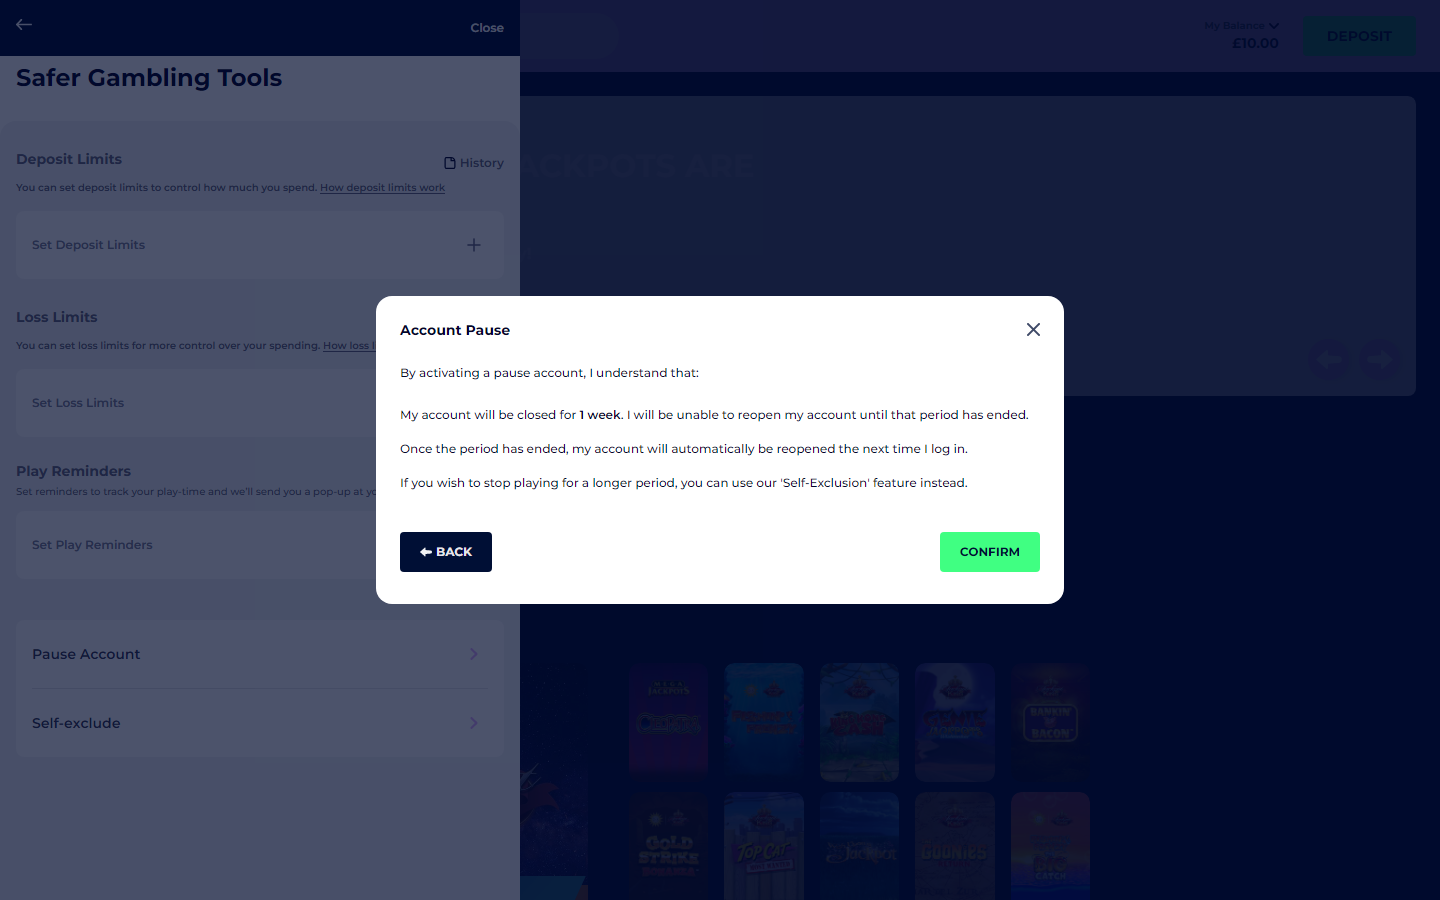 Close
My Balance
£10.00
DEPOSIT
Safer Gambling Tools
Deposit Limits
History
You can set deposit limits to control how much you spend. How deposit limits work
Set Deposit Limits
ACKPOTS ARE
Loss Limits
You can set loss limits for more control over your spending. How loss l
Set Loss Limits
Play Reminders
Set reminders to track your play-time and we'll send you a pop-up at yo
Set Play Reminders
Pause Account
Self-exclude
Account Pause
By activating a pause account, I understand that:
My account will be closed for 1 week. I will be unable to reopen my account until that period has ended.
Once the period has ended, my account will automatically be reopened the next time I log in.
If you wish to stop playing for a longer period, you can use our 'Self-Exclusion' feature instead.
BACK
CONFIRM
JACKPOTS
GENIE
BANKIN'
BACON
GOLD
STRIKE
BONANZA
TOP CAT
GOONIES
BIG
CATCH